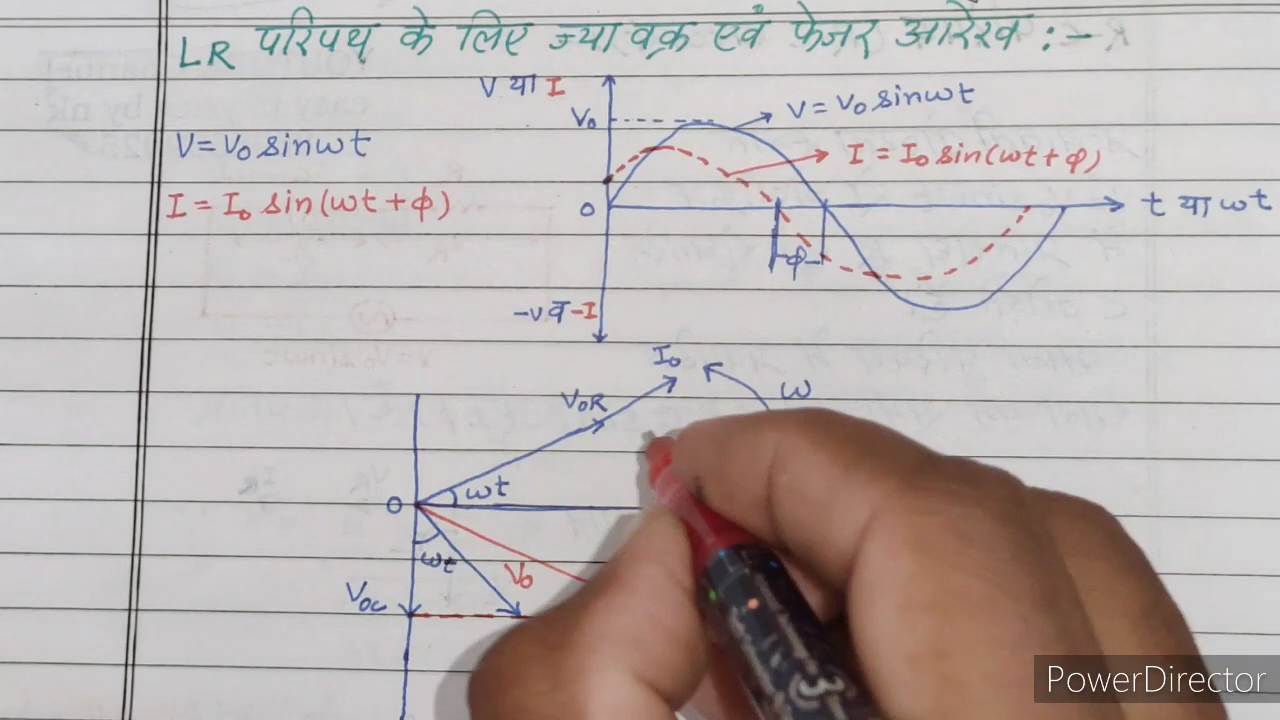 LR परिपथ के लिए ज्या वक्र एवं फेजर आरेख :-
V या I
V₀
V = V₀ sinωt
V = V₀ sinωt
I = I₀ sin(ωt + φ)
I = I₀ sin(ωt + φ)
0
t या ωt
φ
-V व -I
I₀
ω
V₀R
0
ωt
ωt
V₀
V₀c
PowerDirector